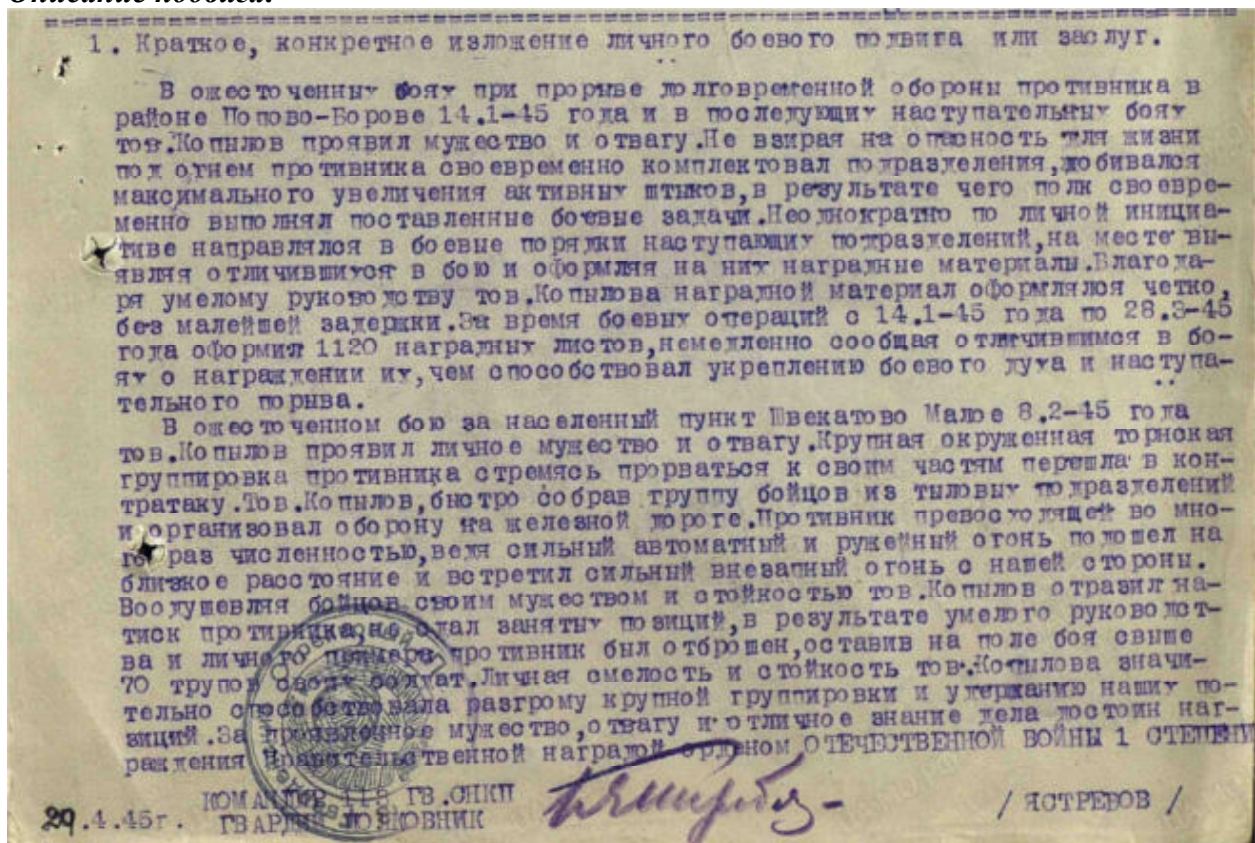 Описание подвига:
1. Краткое, конкретное изложение личного боевого подвига или заслуг.
В ожесточенных боях при прорыве долговременной обороны противника в
районе Попово-Борове 14.1-45 года и в последующих наступательных боях
тов.Копылов проявил мужество и отвагу.Не взирая на опасность для жизни
под огнем противника своевременно комплектовал подразделения,добивался
максимального увеличения активных штыков,в результате чего полк своевре-
менно выполнял поставленные боевые задачи.Неоднократно по личной инициа-
тиве направлялся в боевые порядки наступающих подразделений,на месте вы-
являя отличившихся в бою и оформляя на них наградные материалы.Благода-
ря умелому руководству тов.Копылова наградной материал оформлялся четко,
без малейшей задержки.За время боевых операций с 14.1-45 года по 28.3-45
года оформил 1120 наградных листов,немедленно сообщая отличившимся в бо-
ях о награждении их,чем способствовал укреплению боевого духа и наступа-
тельного порыва.
В ожесточенном бою за населенный пункт Швекатово Малое 8.2-45 года
тов.Копылов проявил личное мужество и отвагу.Крупная окруженная торнская
группировка противника стремясь прорваться к своим частям перешла в кон-
тратаку.Тов.Копылов,быстро собрав группу бойцов из тыловых подразделений
и организовал оборону на железной дороге.Противник превосходящей во мно-
го раз численностью,ведя сильный автоматный и ружейный огонь подошел на
близкое расстояние и встретил сильный внезапный огонь с нашей стороны.
Воодушевляя бойцов своим мужеством и стойкостью тов.Копылов отразил на-
тиск противника,не сдал занятых позиций,в результате умелого руководст-
ва и личного примера противник был отброшен,оставив на поле боя свыше
70 трупов своих солдат.Личная смелость и стойкость тов.Копылова значи-
тельно способствовала разгрому крупной группировки и удержанию наших по-
зиций.За проявленное мужество,отвагу и отличное знание дела достоин наг-
раждения Правительственной наградой орденом ОТЕЧЕСТВЕННОЙ ВОЙНЫ 1 СТЕПЕНИ
КОМАНДИР ГВ.СНКП
29.4.45г. ГВАРДИИ ПОЛКОВНИК / ЯСТРЕБОВ /